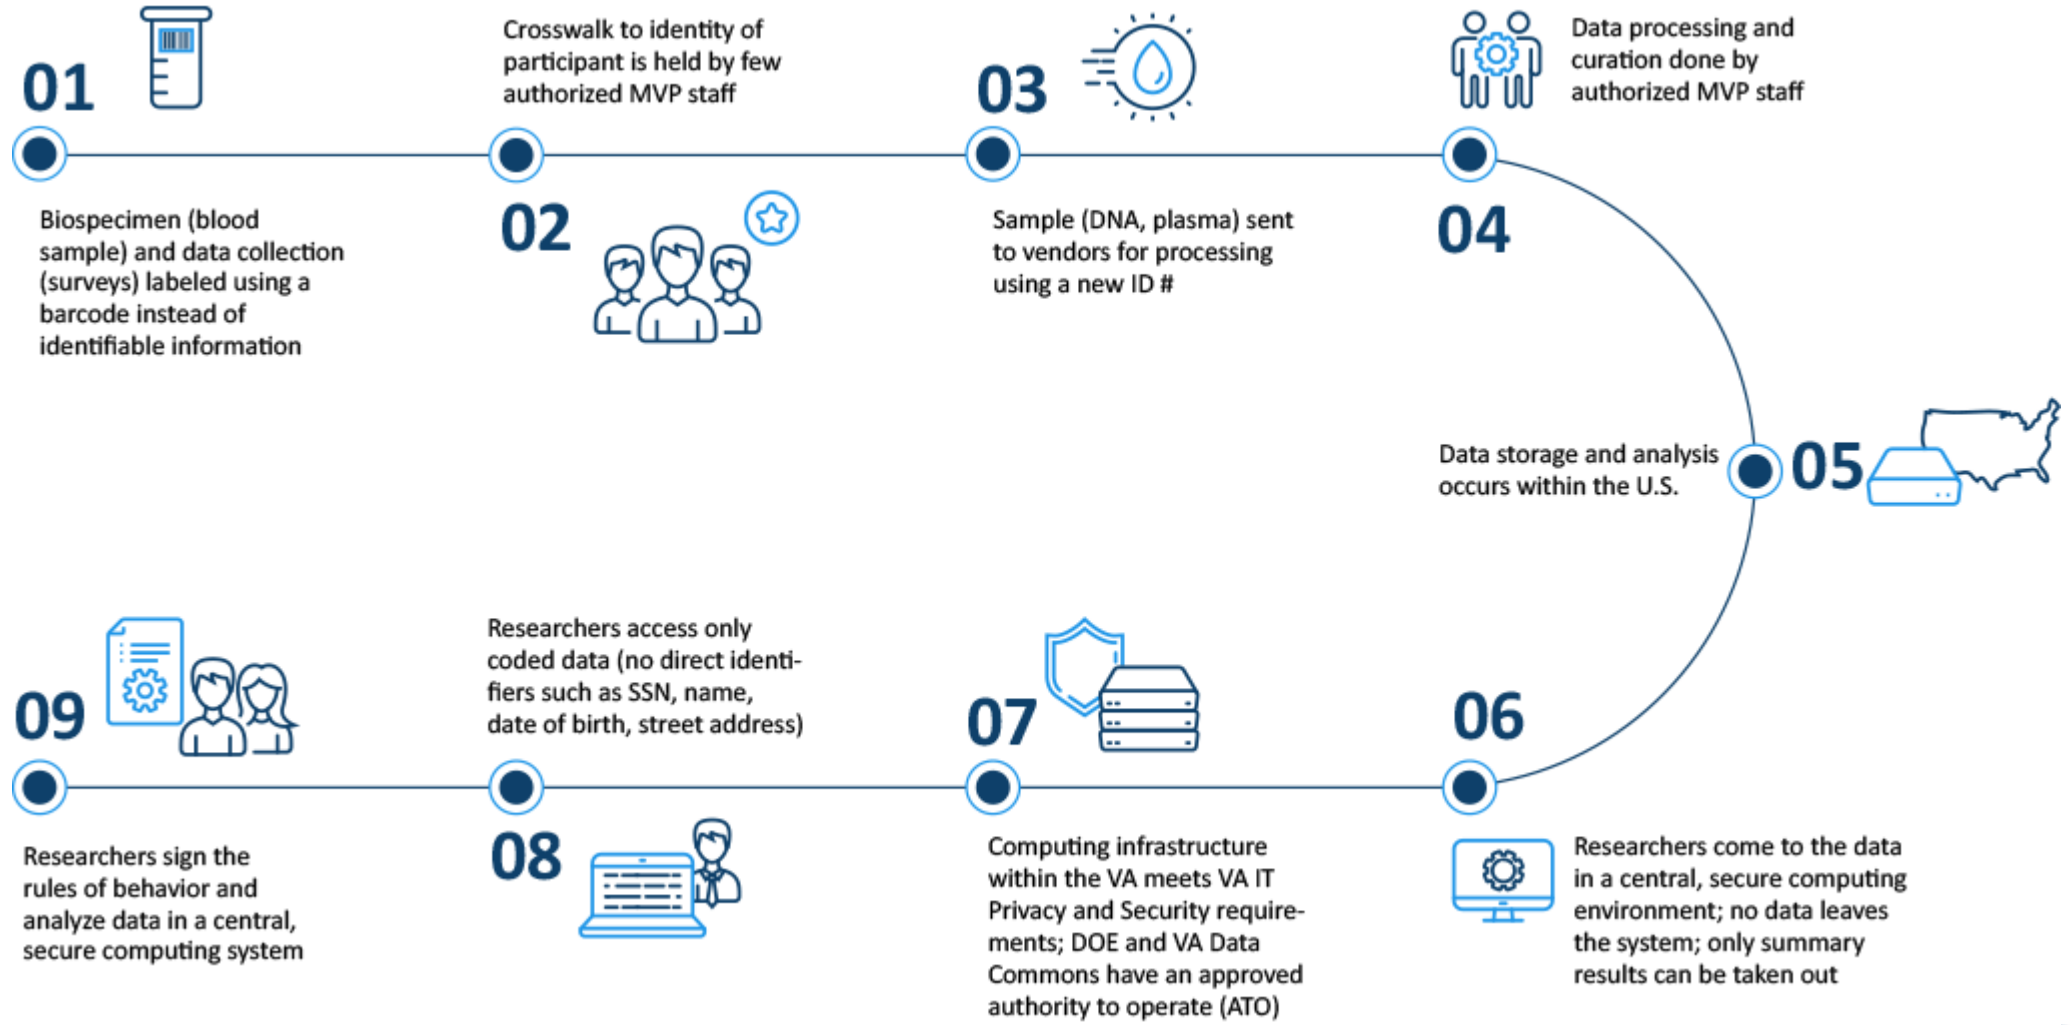 01
Biospecimen (blood
sample) and data collection
(surveys) labeled using a
barcode instead of
identifiable information
Crosswalk to identity of
participant is held by few
authorized MVP staff
02
03
Sample (DNA, plasma) sent
to vendors for processing
using a new ID #
Data processing and
curation done by
authorized MVP staff
04
Data storage and analysis
occurs within the U.S.
05
06
Researchers come to the data
in a central, secure computing
environment; no data leaves
the system; only summary
results can be taken out
07
Computing infrastructure
within the VA meets VA IT
Privacy and Security require-
ments; DOE and VA Data
Commons have an approved
authority to operate (ATO)
Researchers access only
coded data (no direct identi-
fiers such as SSN, name,
date of birth, street address)
08
09
Researchers sign the
rules of behavior and
analyze data in a central,
secure computing system